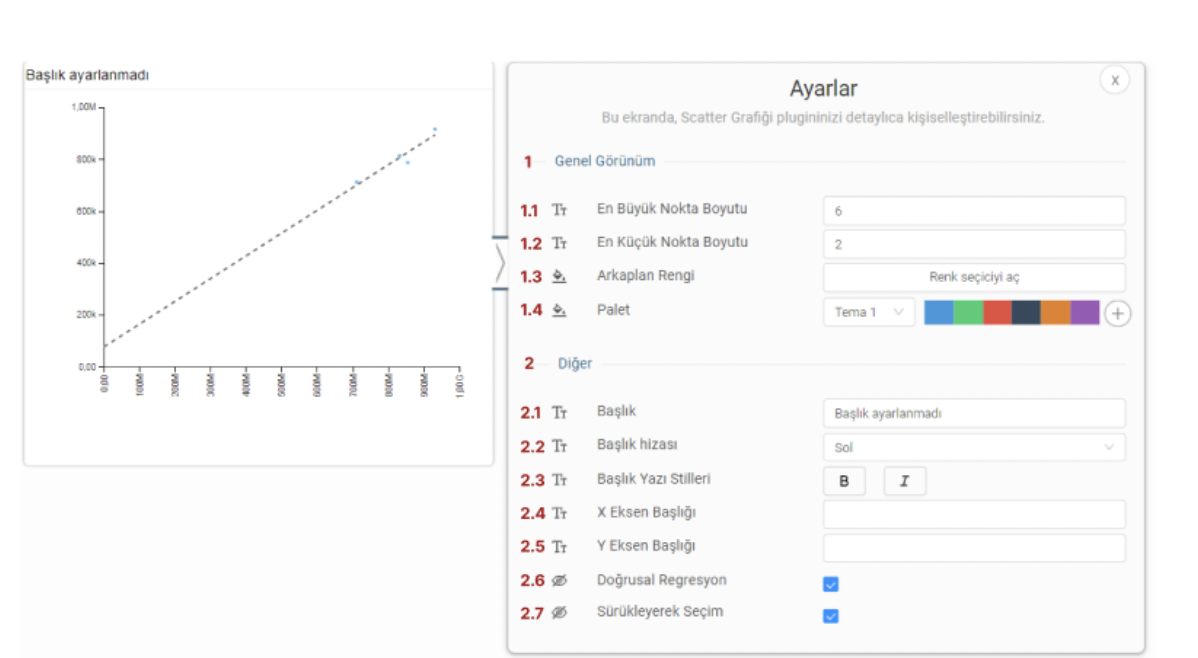 Başlık ayarlanmadı
1,00M
800k
600k
400k
200k
0,00
0,00 100M 200M 300M 400M 500M 600M 700M 800M 900M 1,00G
X
Ayarlar
Bu ekranda, Scatter Grafiği plugininizi detaylıca kişiselleştirebilirsiniz.
1 Genel Görünüm
1.1 Tт En Büyük Nokta Boyutu 6
1.2 Tт En Küçük Nokta Boyutu 2
1.3 Arkaplan Rengi Renk seçiciyi aç
1.4 Palet Tema 1
2 Diğer
2.1 Tт Başlık Başlık ayarlanmadı
2.2 Tт Başlık hizası Sol
2.3 Tт Başlık Yazı Stilleri B I
2.4 Tт X Eksen Başlığı
2.5 Tт Y Eksen Başlığı
2.6 Doğrusal Regresyon
2.7 Sürükleyerek Seçim